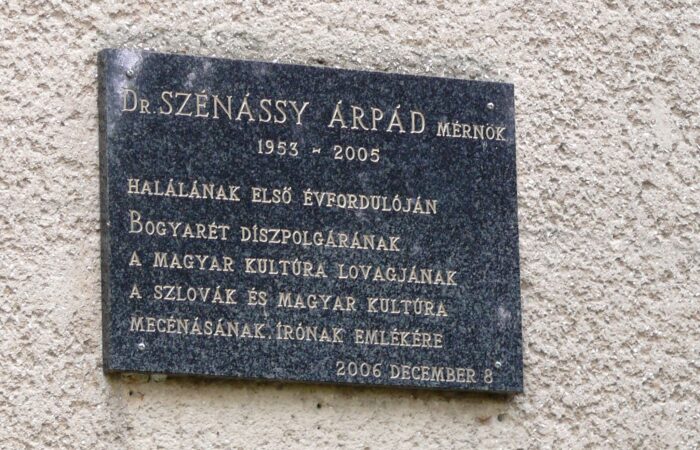 Dr. SZÉNÁSSY ÁRPÁD MÉRNÖK
1953 ~ 2005
HALÁLÁNAK ELSŐ ÉVFORDULÓJÁN
BOGYARÉT DÍSZPOLGÁRÁNAK
A MAGYAR KULTÚRA LOVAGJÁNAK
A SZLOVÁK ÉS MAGYAR KULTÚRA
MECÉNÁSÁNAK, ÍRÓNAK EMLÉKÉRE
2006 DECEMBER 8